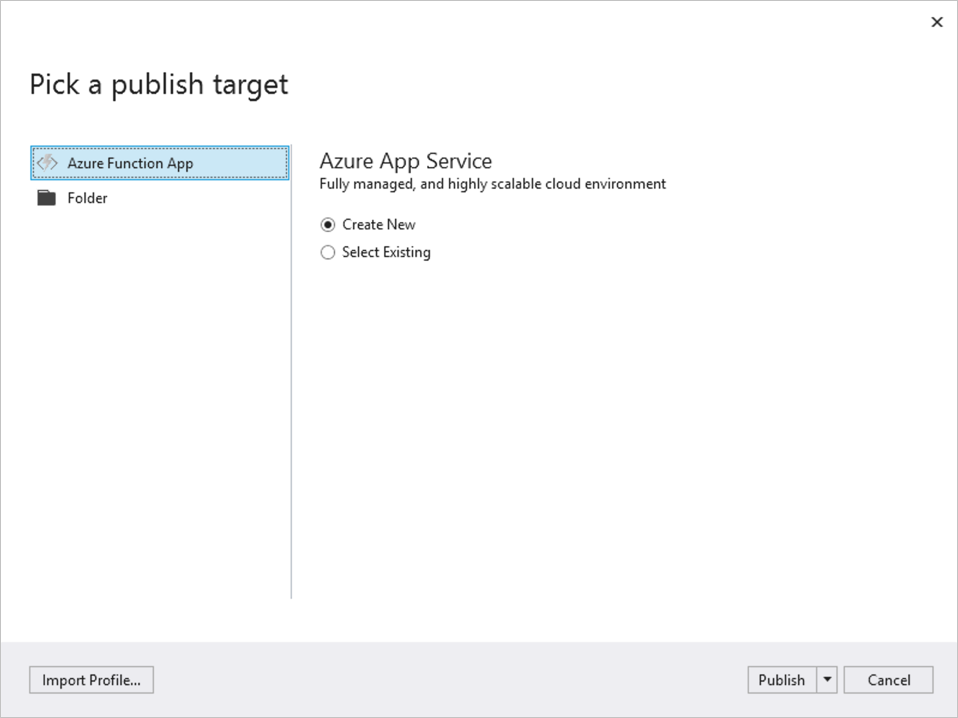 Pick a publish target
Azure Function App
Folder
Azure App Service
Fully managed, and highly scalable cloud environment
Create New
Select Existing
Import Profile...
Publish
Cancel